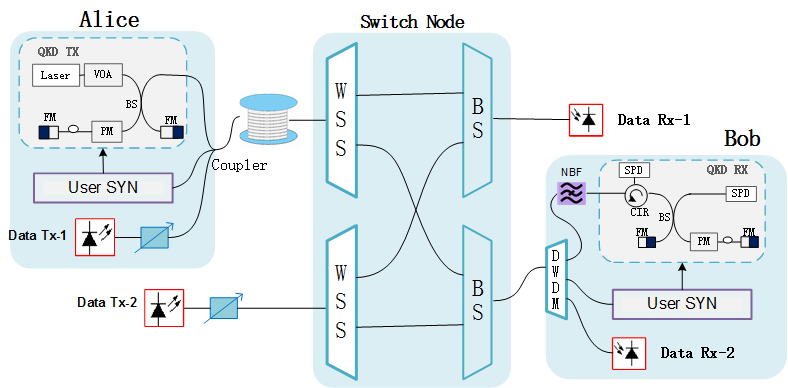 Alice
Switch Node
QKD TX
Laser
VOA
BS
FM
PM
FM
User SYN
Coupler
Data Tx-1
Data Tx-2
W
S
S
B
S
W
S
S
B
S
Data Rx-1
Bob
NBF
SPD
QKD RX
CIR
BS
SPD
FM
PM
FM
D
W
D
M
User SYN
Data Rx-2